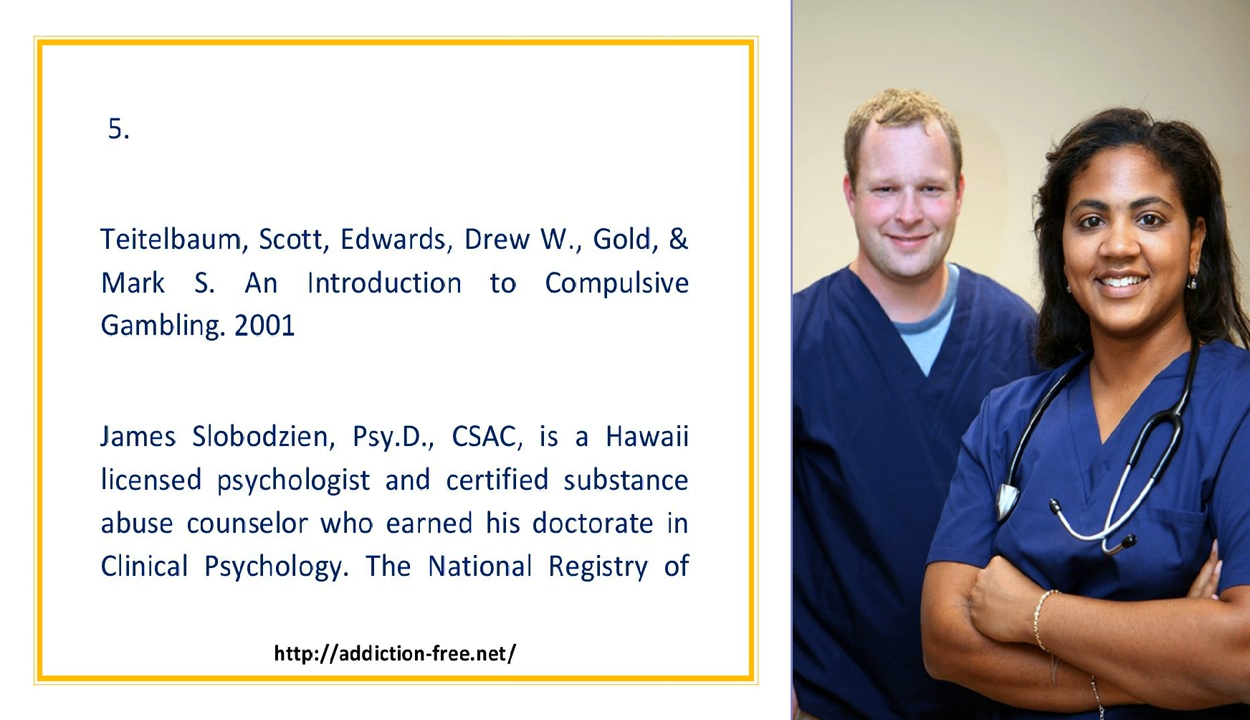 5.
Teitelbaum, Scott, Edwards, Drew W., Gold, &
Mark S. An Introduction to Compulsive
Gambling. 2001
James Slobodzien, Psy.D., CSAC, is a Hawaii
licensed psychologist and certified substance
abuse counselor who earned his doctorate in
Clinical Psychology. The National Registry of
http://addiction-free.net/